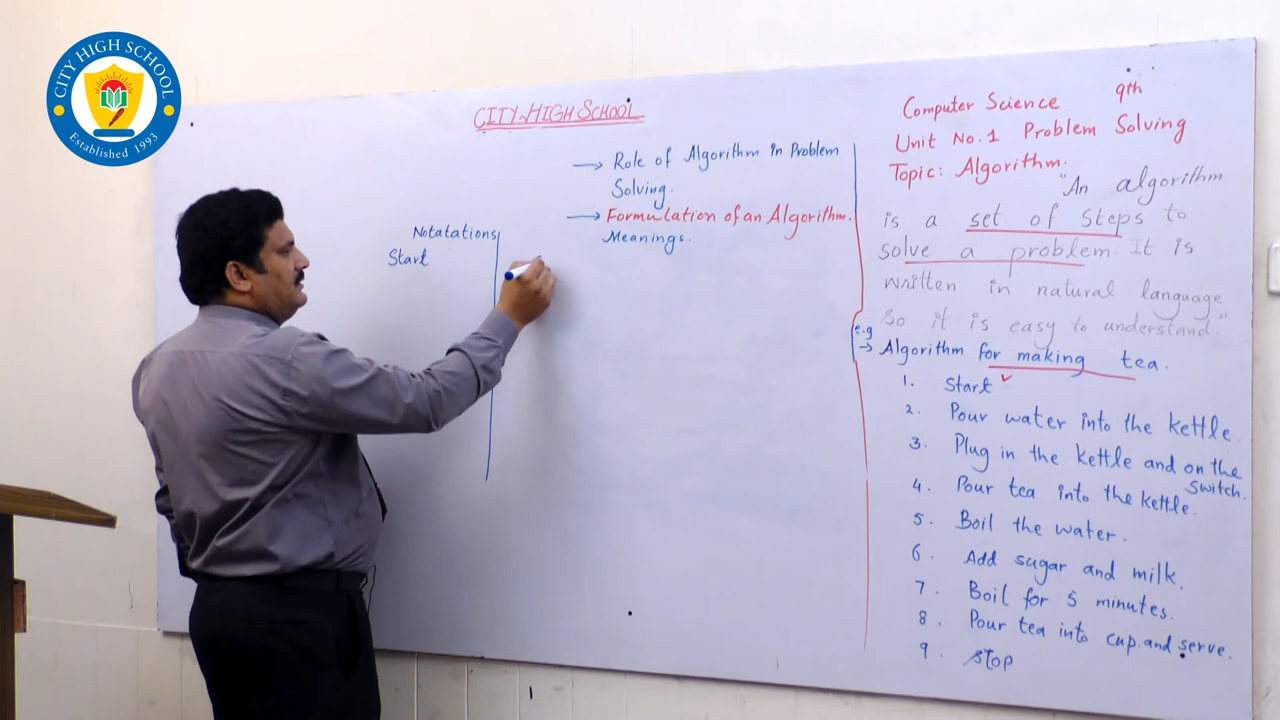 CITY HIGH SCHOOL
Established 1993
CITY HIGH SCHOOL
→ Role of Algorithm in Problem
Solving.
→ Formulation of an Algorithm.
Notatations
Meanings.
Start
Computer Science 9th
Unit No.1 Problem Solving
Topic: Algorithm.
"An algorithm
is a set of steps to
solve a problem. It is
written in natural language
So it is easy to understand."
e.g
→ Algorithm for making tea.
1. Start
2. Pour water into the kettle.
3. Plug in the kettle and on the
switch.
4. Pour tea into the kettle.
5. Boil the water.
6. Add sugar and milk.
7. Boil for 5 minutes.
8. Pour tea into cup and serve.
9. Stop